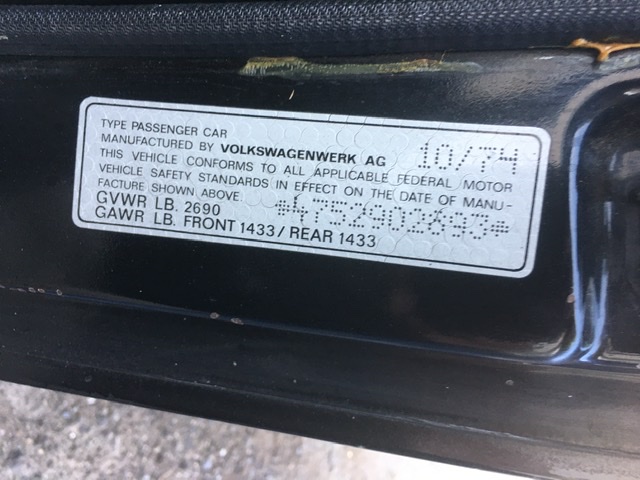 TYPE PASSENGER CAR
MANUFACTURED BY VOLKSWAGENWERK AG 10/74
THIS VEHICLE CONFORMS TO ALL APPLICABLE FEDERAL MOTOR
VEHICLE SAFETY STANDARDS IN EFFECT ON THE DATE OF MANU-
FACTURE SHOWN ABOVE
GVWR LB. 2690 *4752902893*
GAWR LB. FRONT 1433 / REAR 1433